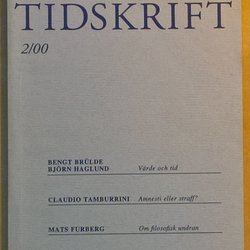 TIDSKRIFT
2/00
BENGT BRÜLDE
BJÖRN HAGLUND Värde och tid
CLAUDIO TAMBURRINI Amnesti eller straff?
MATS FURBERG Om filosofisk undran